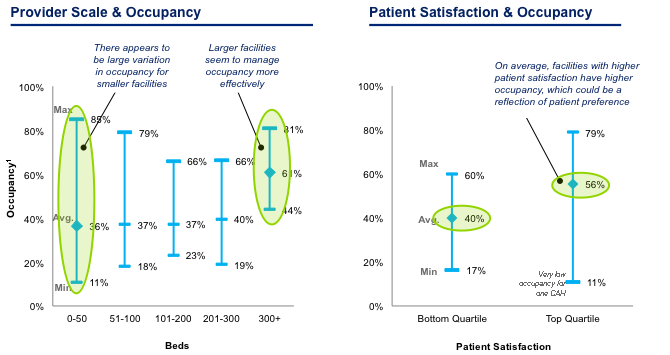 Provider Scale & Occupancy
There appears to
be large variation
in occupancy for
smaller facilities
Larger facilities
seem to manage
occupancy more
effectively
Occupancy¹
100%
80%
60%
40%
20%
0%
Max
Avg.
Min
85%
36%
11%
79%
37%
18%
66%
37%
23%
66%
40%
19%
81%
61%
44%
0-50
51-100
101-200
201-300
300+
Beds
Patient Satisfaction & Occupancy
On average, facilities with higher
patient satisfaction have higher
occupancy, which could be a
reflection of patient preference
100%
80%
60%
40%
20%
0%
Max
Avg.
Min
60%
40%
17%
79%
56%
11%
Very low
occupancy for
one CAH
Bottom Quartile
Top Quartile
Patient Satisfaction